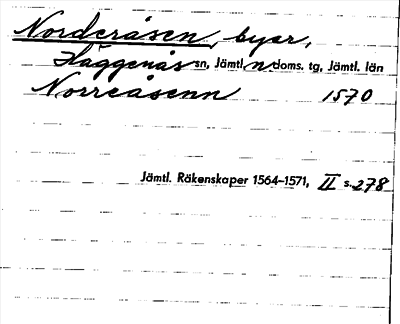 Norderåsen, byar,
Häggenås sn, Jämtl. n. doms. tg, Jämtl. län
Norreåsenn 1570
Jämtl. Räkenskaper 1564–1571, II s. 278